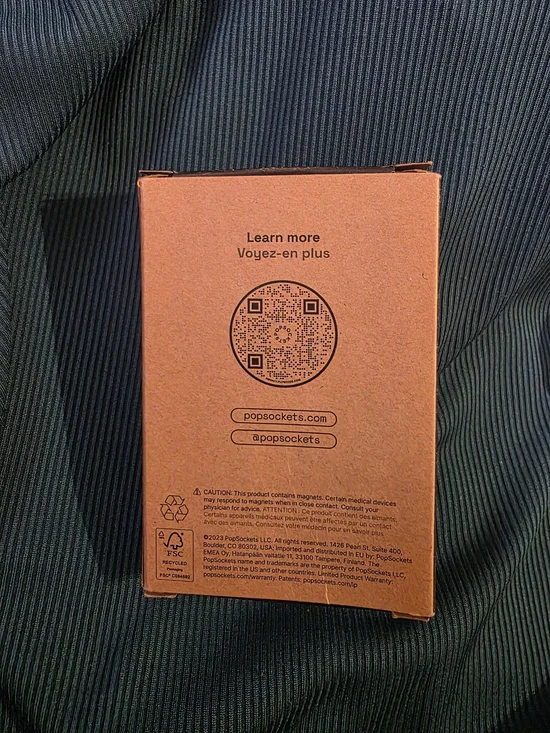 Learn more
Voyez-en plus
popsockets.com
@popsockets
CAUTION: This product contains magnets. Certain medical devices
may respond to magnets when in close contact. Consult your
physician for advice. ATTENTION : Ce produit contient des aimants.
Certains appareils médicaux peuvent être affectés par un contact
avec des aimants. Consultez votre médecin pour en savoir plus.
©2023 PopSockets LLC. All rights reserved. 1426 Pearl St, Suite 400,
Boulder, CO 80302, USA; imported and distributed in EU by: PopSockets
EMEA Oy, Hatanpään valtatie 11, 33100 Tampere, Finland. The
PopSockets name and trademarks are the property of PopSockets LLC,
registered in the US and other countries. Limited Product Warranty:
popsockets.com/warranty. Patents: popsockets.com/ip
FSC
RECYCLED
Packaging
FSC®